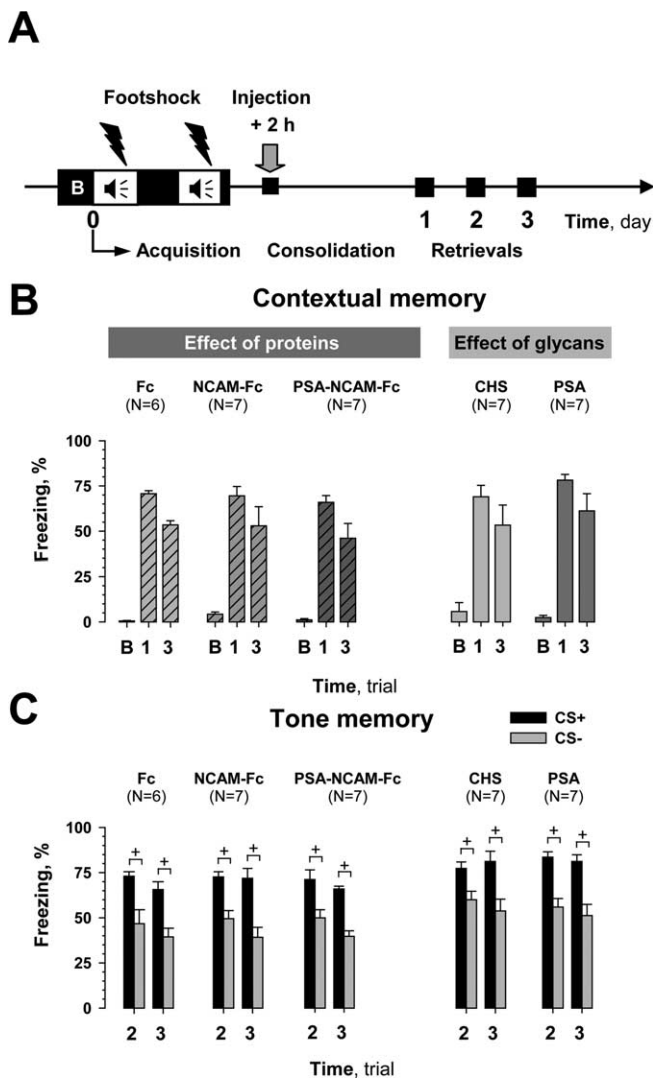 A
Footshock Injection
+ 2 h
B
0 1 2 3 Time, day
Acquisition Consolidation Retrievals
B Contextual memory
Effect of proteins Effect of glycans
Fc NCAM-Fc PSA-NCAM-Fc CHS PSA
(N=6) (N=7) (N=7) (N=7) (N=7)
100
75
50
25
0
Freezing, %
B 1 3 B 1 3 B 1 3 B 1 3 B 1 3
Time, trial
C Tone memory
CS+
CS-
Fc NCAM-Fc PSA-NCAM-Fc CHS PSA
(N=6) (N=7) (N=7) (N=7) (N=7)
100
75
50
25
0
Freezing, %
+ + + + + + + + + +
2 3 2 3 2 3 2 3 2 3
Time, trial